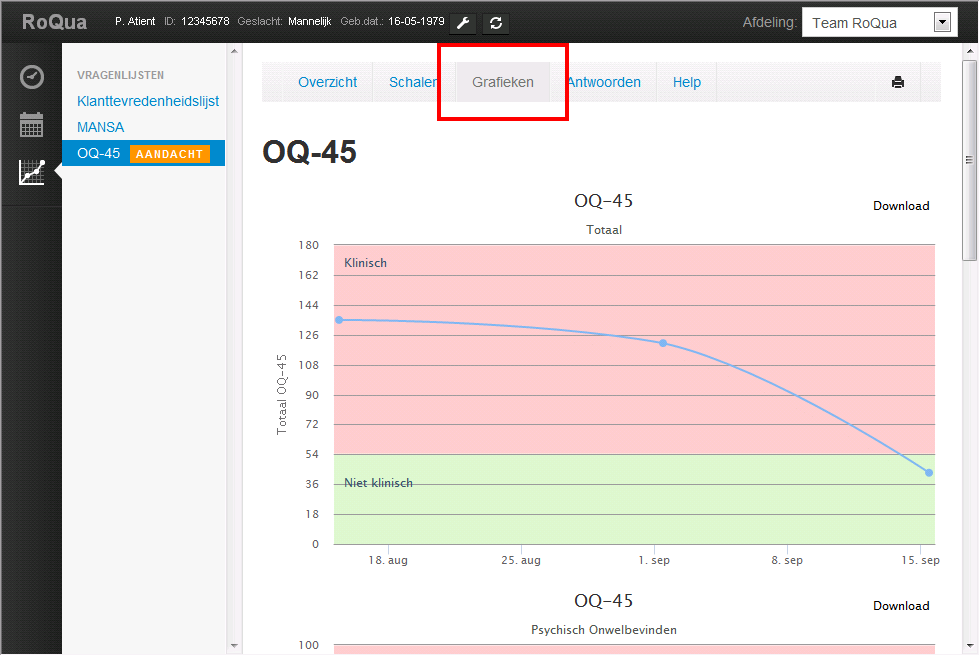 RoQua P. Atient ID: 12345678 Geslacht: Mannelijk Geb.dat.: 16-05-1979 Afdeling: Team RoQua
VRAGENLIJSTEN
Klanttevredenheidslijst
MANSA
OQ-45 AANDACHT
Overzicht Schalen Grafieken Antwoorden Help
OQ-45
OQ-45
Download
Totaal
180
162
144
126
108
90
72
54
36
18
0
Totaal OQ-45
Klinisch
Niet klinisch
18. aug 25. aug 1. sep 8. sep 15. sep
OQ-45
Download
Psychisch Onwelbevinden
100